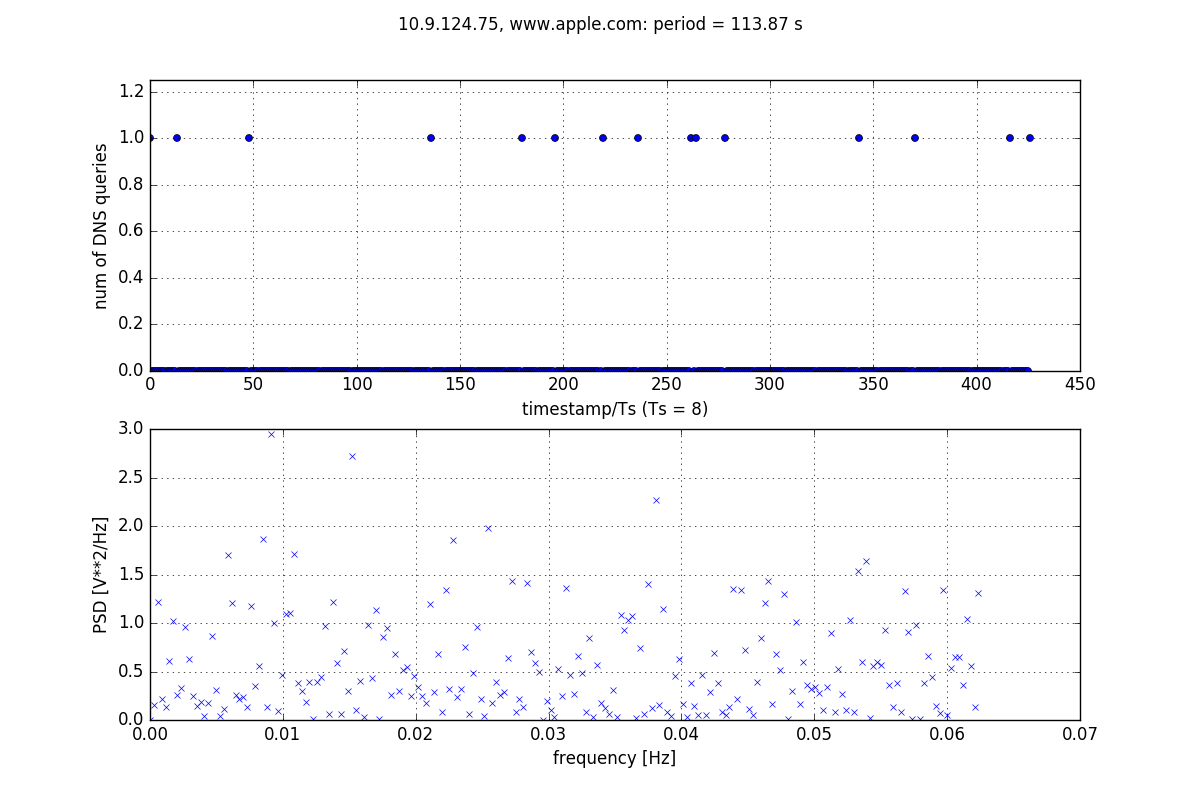 10.9.124.75, www.apple.com: period = 113.87 s
1.2
1.0
0.8
0.6
0.4
0.2
0.0
num of DNS queries
0 50 100 150 200 250 300 350 400 450
timestamp/Ts (Ts = 8)
3.0
2.5
2.0
1.5
1.0
0.5
0.0
PSD [V**2/Hz]
0.00 0.01 0.02 0.03 0.04 0.05 0.06 0.07
frequency [Hz]